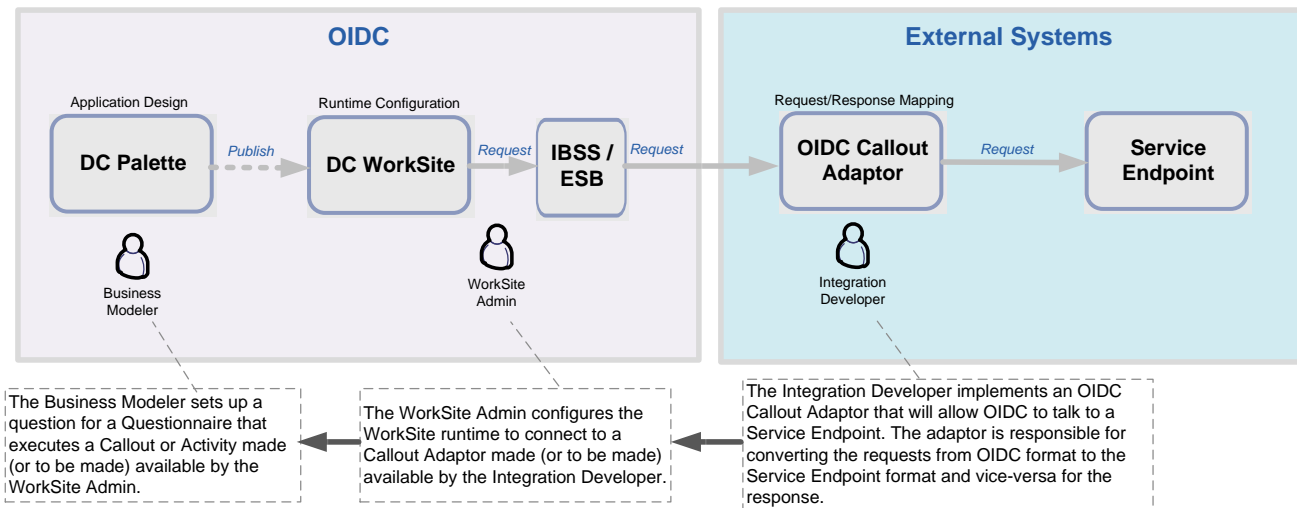 OIDC
External Systems
Application Design
Runtime Configuration
Request/Response Mapping
DC Palette
Publish
DC WorkSite
Request
IBSS /
ESB
Request
OIDC Callout
Adaptor
Request
Service
Endpoint
Business
Modeler
WorkSite
Admin
Integration
Developer
The Business Modeler sets up a
question for a Questionnaire that
executes a Callout or Activity made
(or to be made) available by the
WorkSite Admin.
The WorkSite Admin configures the
WorkSite runtime to connect to a
Callout Adaptor made (or to be made)
available by the Integration Developer.
The Integration Developer implements an OIDC
Callout Adaptor that will allow OIDC to talk to a
Service Endpoint. The adaptor is responsible for
converting the requests from OIDC format to the
Service Endpoint format and vice-versa for the
response.